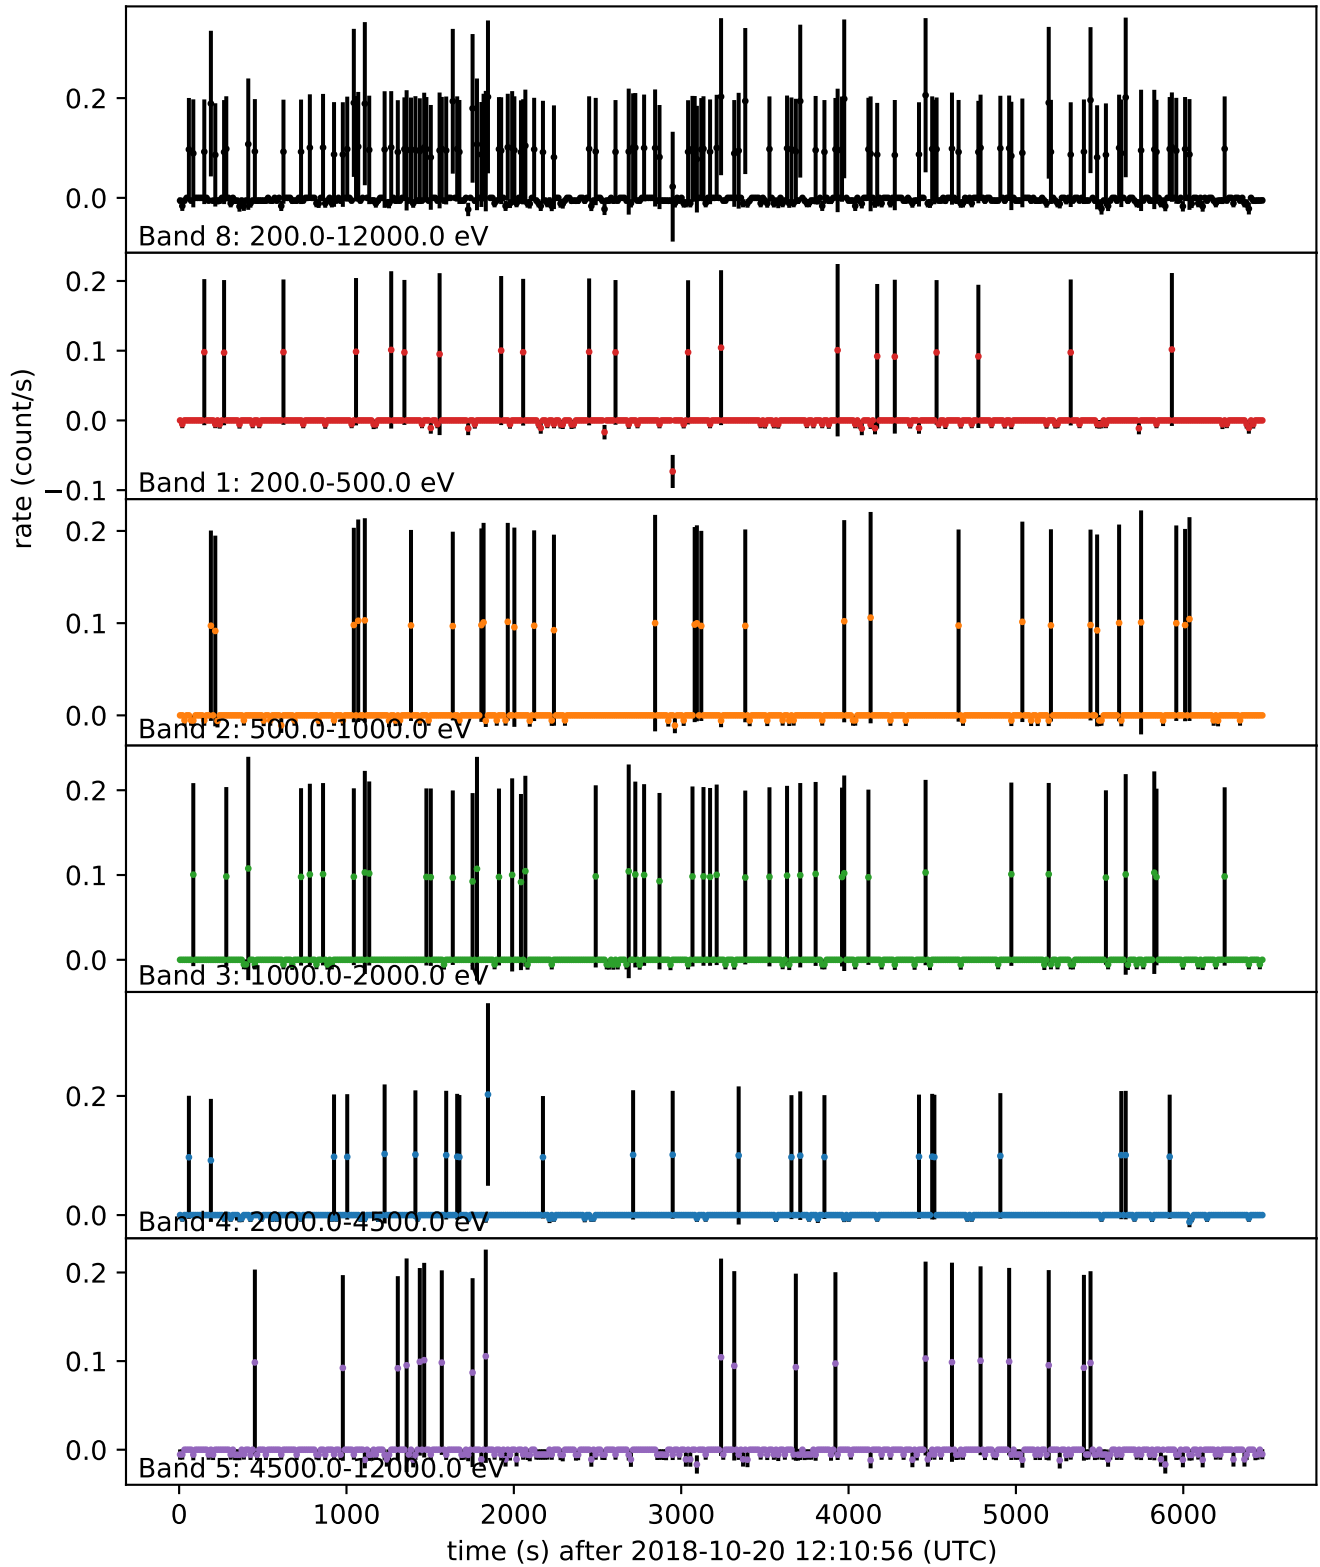 0.2
0.0
Band 8: 200.0-12000.0 eV
0.2
0.1
0.0
−0.1
Band 1: 200.0-500.0 eV
rate (count/s)
0.2
0.1
0.0
Band 2: 500.0-1000.0 eV
0.2
0.1
0.0
Band 3: 1000.0-2000.0 eV
0.2
0.0
Band 4: 2000.0-4500.0 eV
0.2
0.1
0.0
Band 5: 4500.0-12000.0 eV
0 1000 2000 3000 4000 5000 6000
time (s) after 2018-10-20 12:10:56 (UTC)